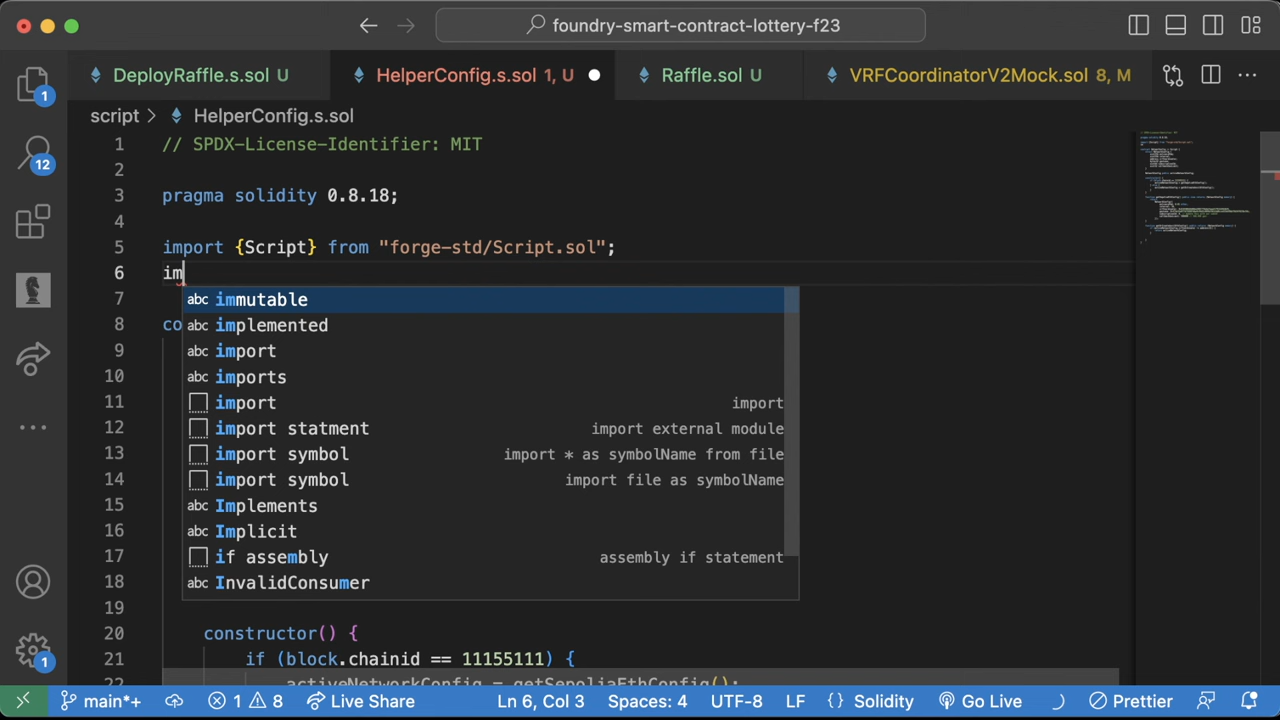 foundry-smart-contract-lottery-f23
DeployRaffle.s.sol U
HelperConfig.s.sol 1, U
Raffle.sol U
VRFCoordinatorV2Mock.sol 8, M
script > HelperConfig.s.sol
1 // SPDX-License-Identifier: MIT
2
3 pragma solidity 0.8.18;
4
5 import {Script} from "forge-std/Script.sol";
6 im
7 abc immutable
8 co abc implemented
9 abc import
10 abc imports
11 import import
12 import statment import external module
13 import symbol import * as symbolName from file
14 import symbol import file as symbolName
15 abc Implements
16 abc Implicit
17 if assembly assembly if statement
18 abc InvalidConsumer
19
20 constructor() {
21 if (block.chainid == 11155111) {
22 activeNetworkConfig = getSepoliaEthConfig();
1
12
1
main*+ 1 8 Live Share Ln 6, Col 3 Spaces: 4 UTF-8 LF {} Solidity Go Live Prettier